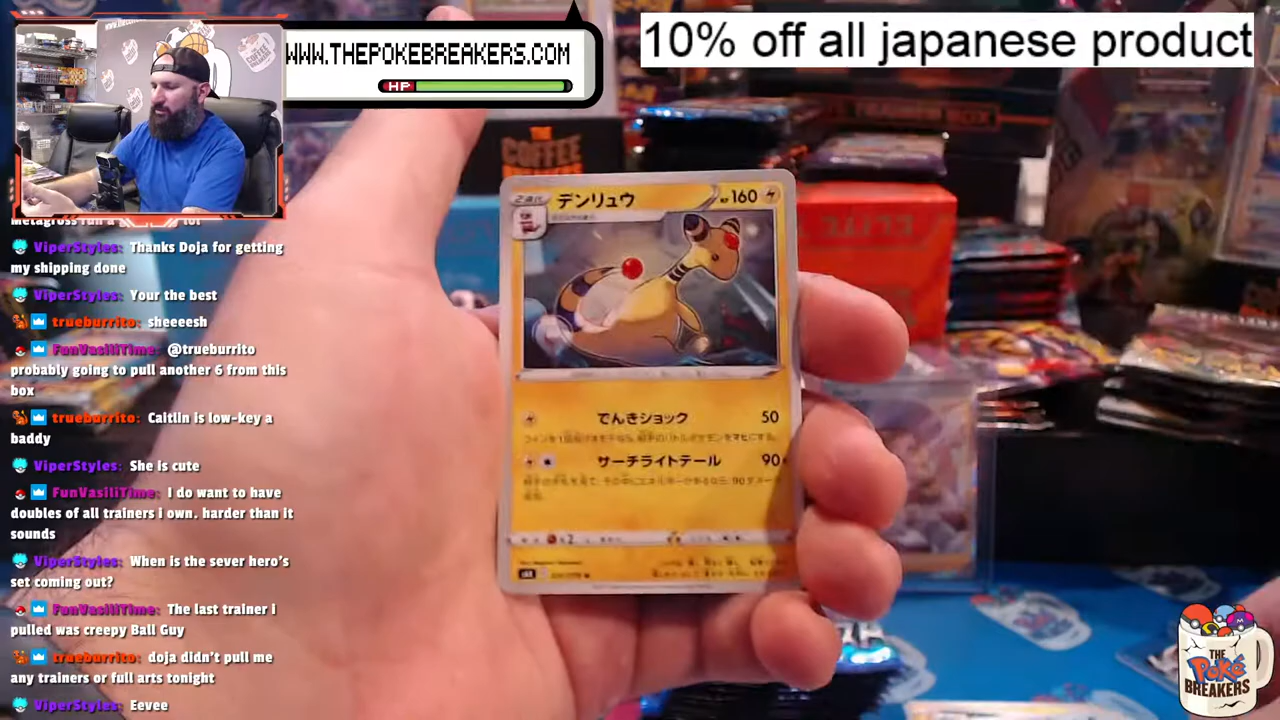 WWW.THEPOKEBREAKERS.COM
HP
10% off all japanese product
ViperStyles: Thanks Doja for getting
my shipping done
ViperStyles: Your the best
trueburrito: sheeeesh
FunVasiliTime: @trueburrito
probably going to pull another 6 from this
box
trueburrito: Caitlin is low-key a
baddy
ViperStyles: She is cute
FunVasiliTime: I do want to have
doubles of all trainers i own. harder than it
sounds
ViperStyles: When is the sever hero's
set coming out?
FunVasiliTime: The last trainer i
pulled was creepy Ball Guy
trueburrito: doja didn't pull me
any trainers or full arts tonight
ViperStyles: Eevee
THE
COFFEE
デンリュウ
160
でんきショック 50
サーチライトテール 90
×2
THE
Poké
BREAKERS